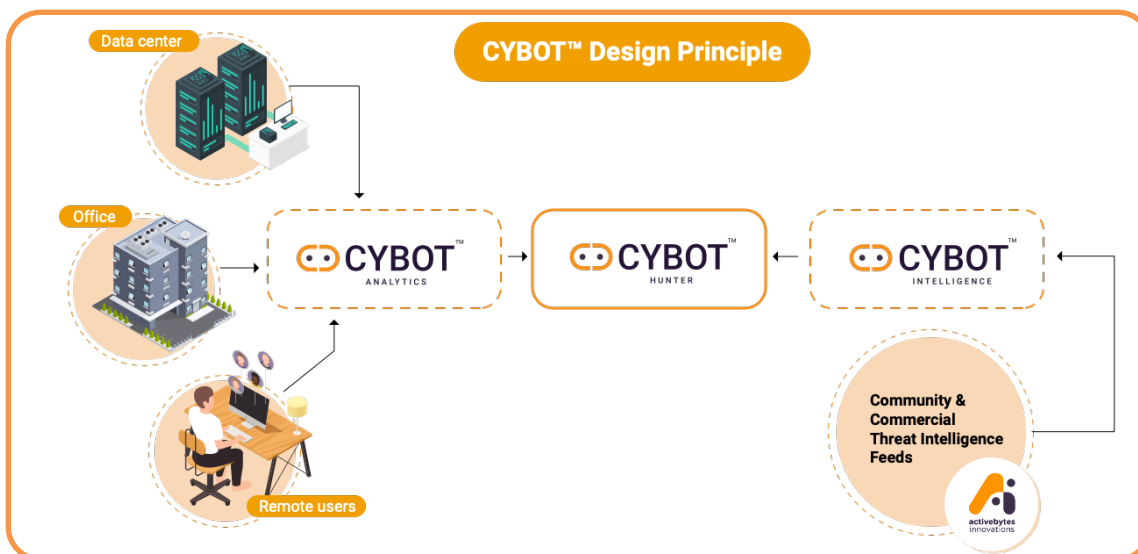 Data center
CYBOT™ Design Principle
Office
CYBOT™
ANALYTICS
CYBOT™
HUNTER
CYBOT™
INTELLIGENCE
Community &
Commercial
Threat Intelligence
Feeds
Remote users
activebytes
innovations